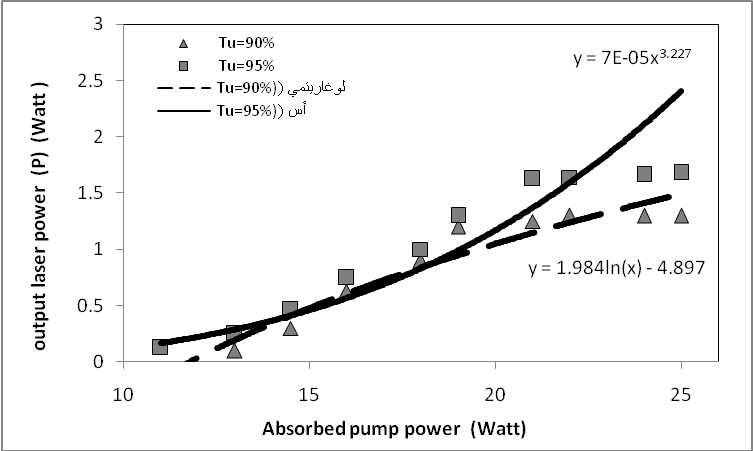 3
2.5
2
1.5
1
0.5
0
10
15
20
25
output laser power (P) (Watt)
Absorbed pump power (Watt)
Tu=90%
Tu=95%
Tu=90%)) لوغاريتمي
Tu=95%)) أس
y = 7E-05x^3.227
y = 1.984ln(x) - 4.897